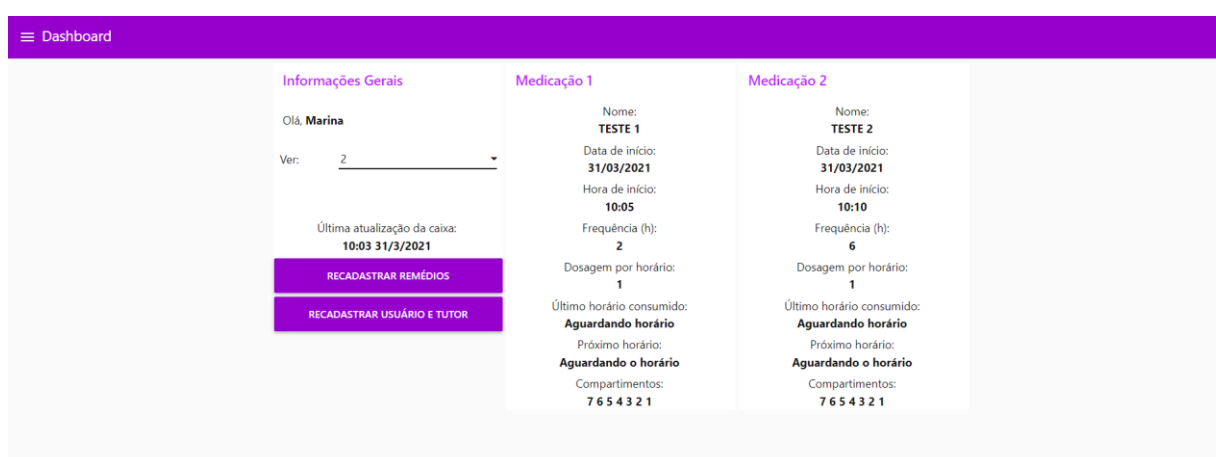 Dashboard
Informações Gerais
Olá, Marina
Ver: 2
Última atualização da caixa:
10:03 31/3/2021
RECADASTRAR REMÉDIOS
RECADASTRAR USUÁRIO E TUTOR
Medicação 1
Nome:
TESTE 1
Data de início:
31/03/2021
Hora de início:
10:05
Frequência (h):
2
Dosagem por horário:
1
Último horário consumido:
Aguardando horário
Próximo horário:
Aguardando o horário
Compartimentos:
7 6 5 4 3 2 1
Medicação 2
Nome:
TESTE 2
Data de início:
31/03/2021
Hora de início:
10:10
Frequência (h):
6
Dosagem por horário:
1
Último horário consumido:
Aguardando horário
Próximo horário:
Aguardando o horário
Compartimentos:
7 6 5 4 3 2 1